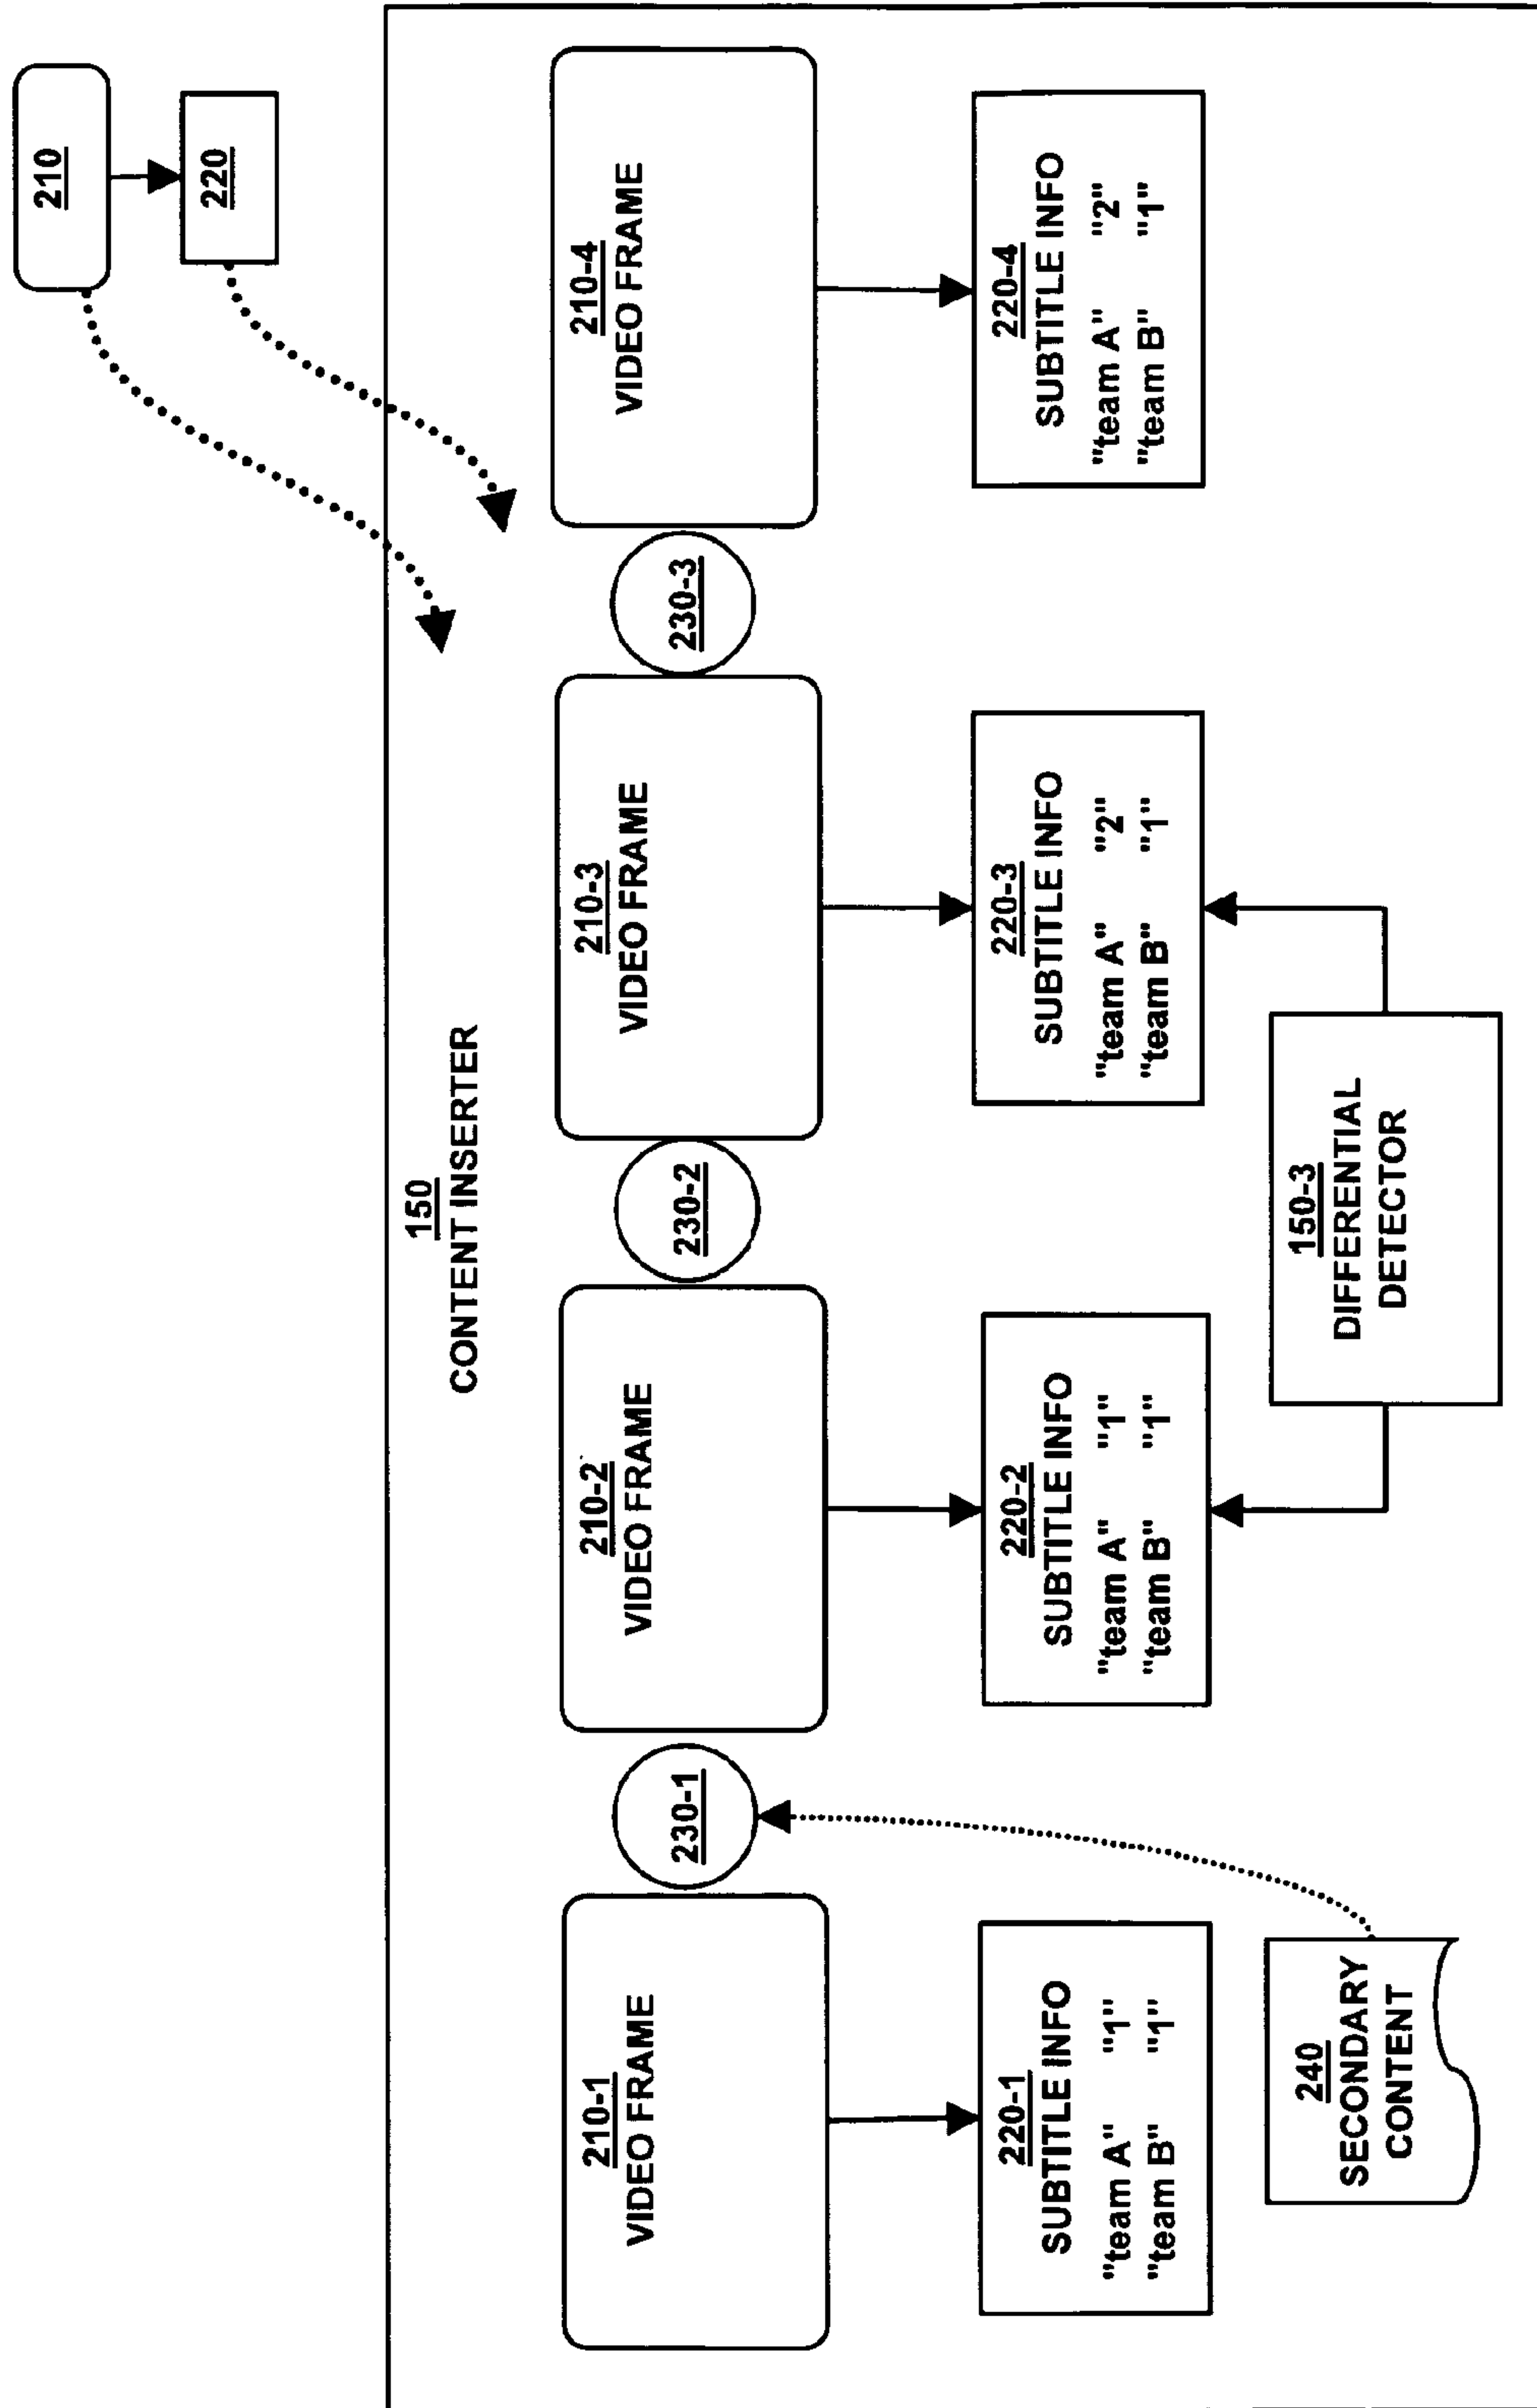 210
220
150
CONTENT INSERTER
210-1
VIDEO FRAME
230-1
210-2
VIDEO FRAME
230-2
210-3
VIDEO FRAME
230-3
210-4
VIDEO FRAME
220-1
SUBTITLE INFO
"team A" "1"
"team B" "1"
220-2
SUBTITLE INFO
"team A" "1"
"team B" "1"
220-3
SUBTITLE INFO
"team A" "2"
"team B" "1"
220-4
SUBTITLE INFO
"team A" "2"
"team B" "1"
240
SECONDARY
CONTENT
150-3
DIFFERENTIAL
DETECTOR